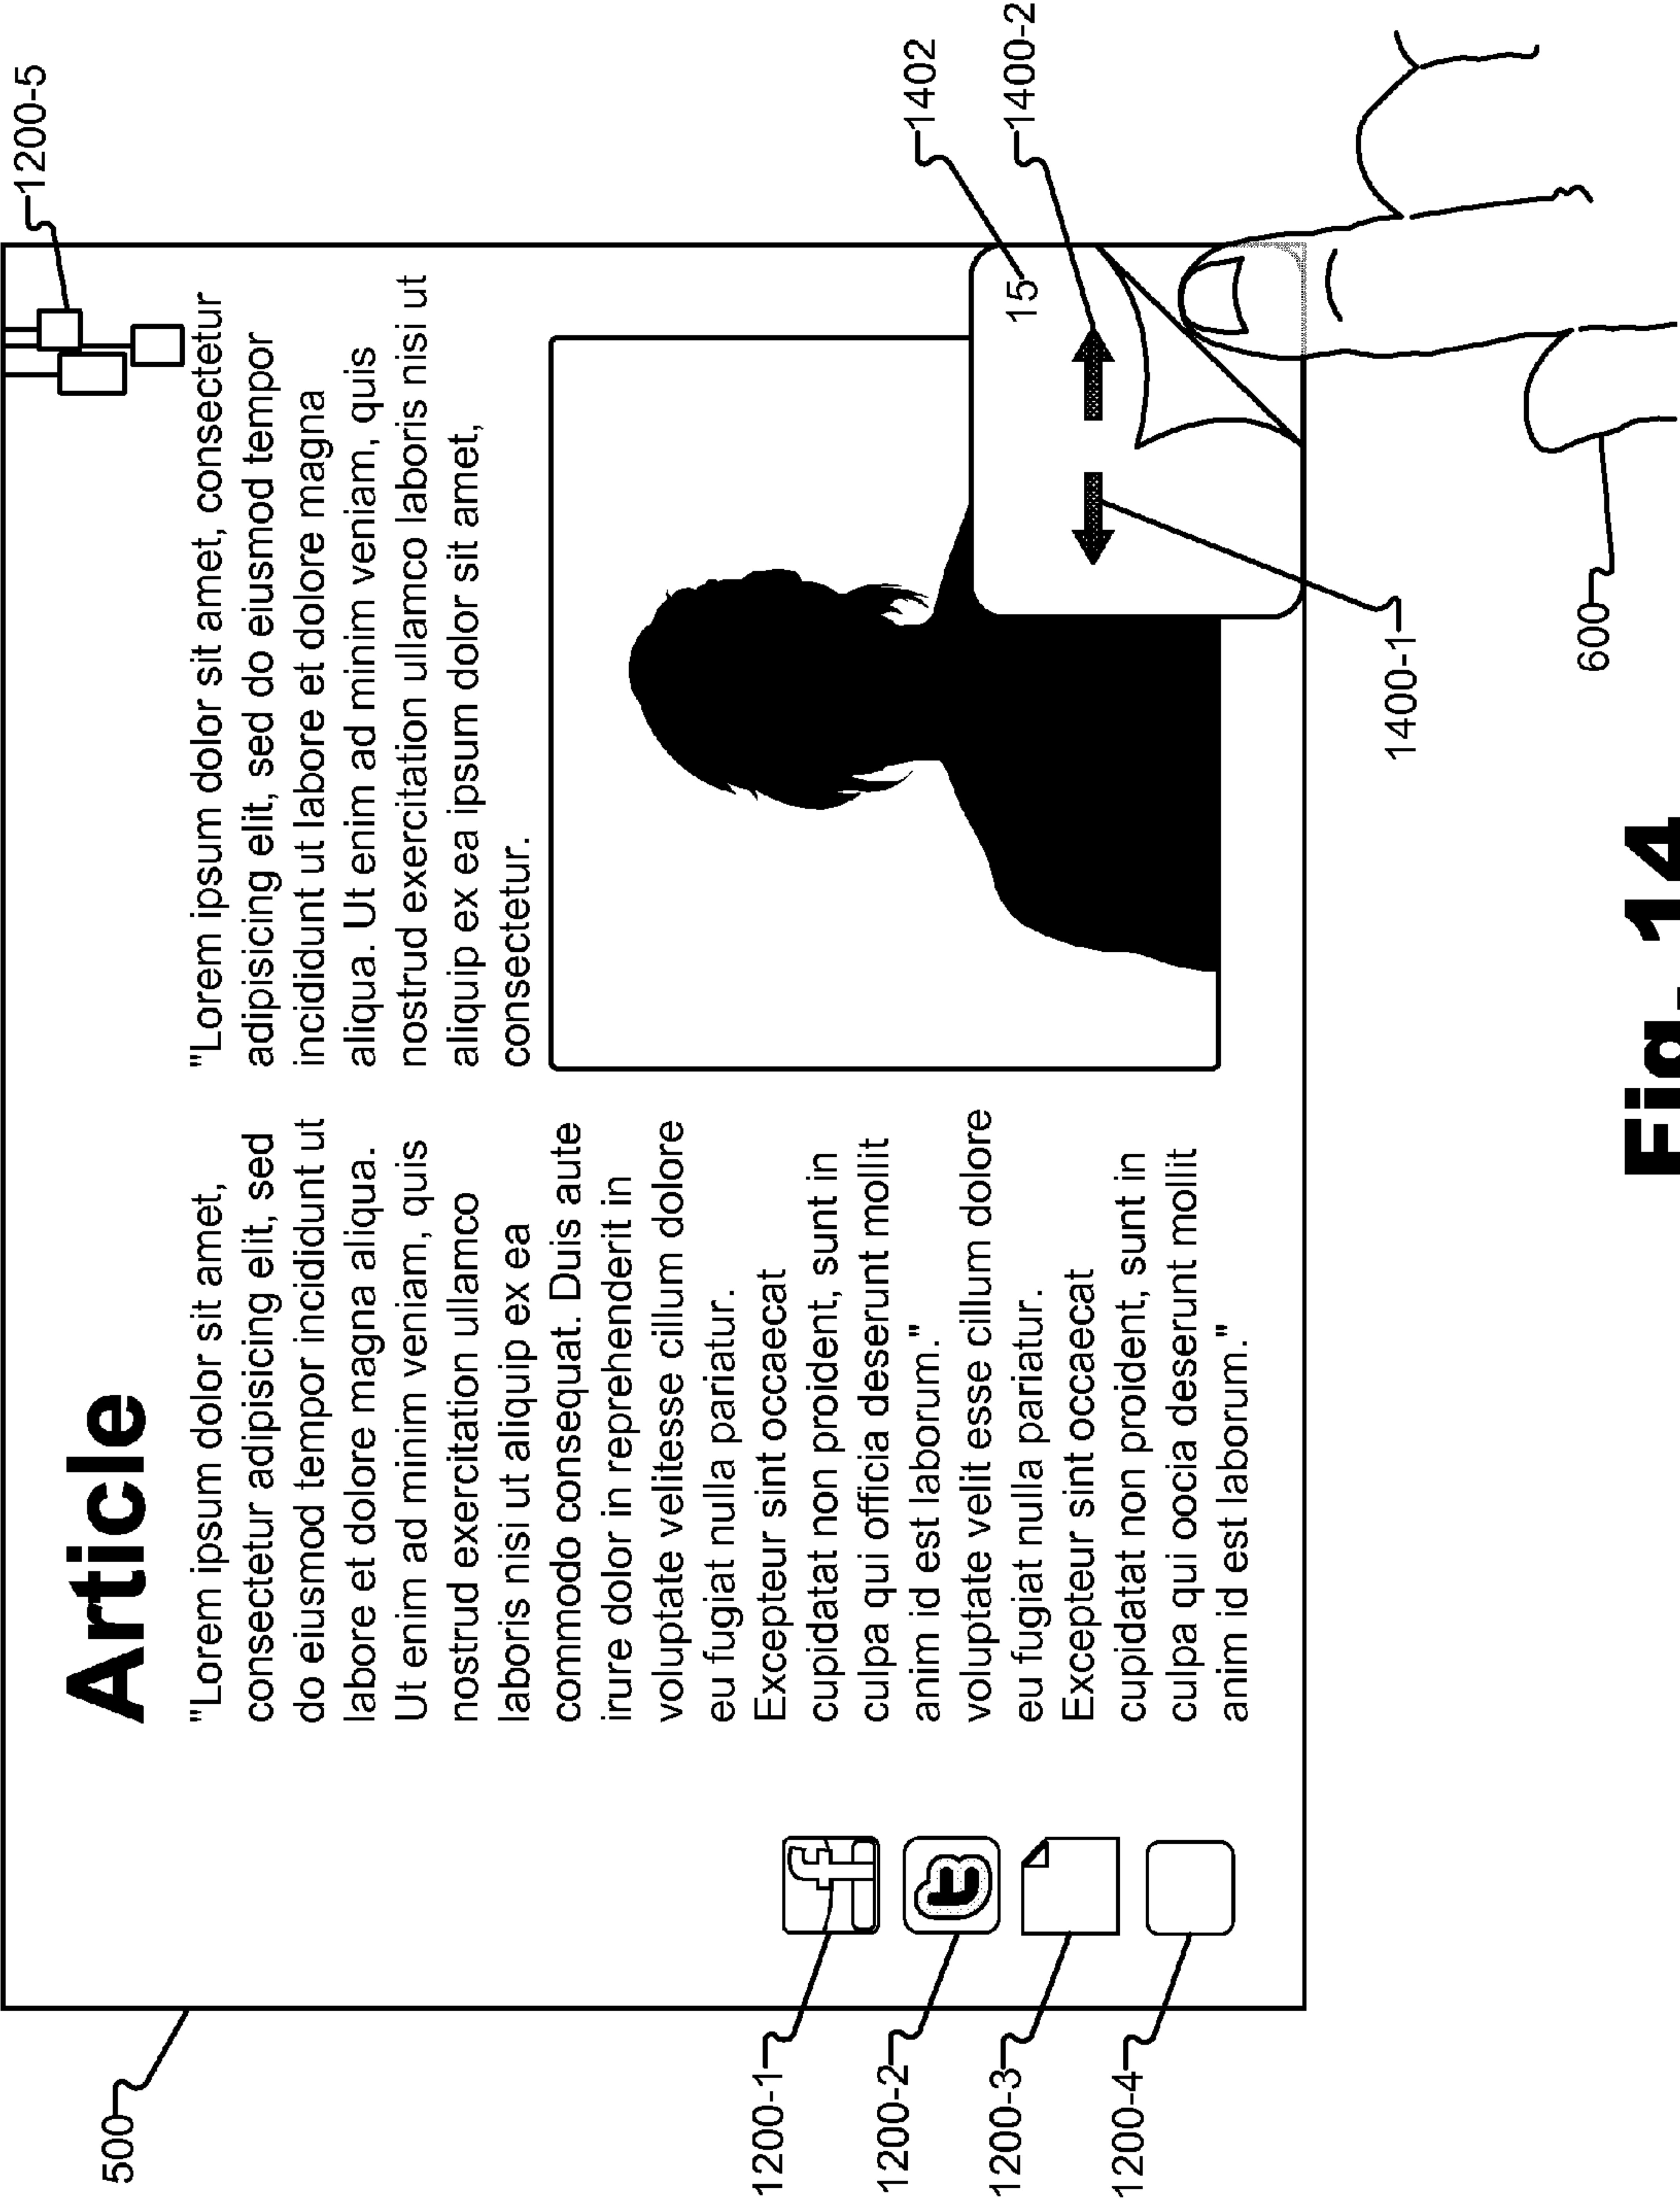 Article
"Lorem ipsum dolor sit amet,
consectetur adipisicing elit, sed
do eiusmod tempor incididunt ut
labore et dolore magna aliqua.
Ut enim ad minim veniam, quis
nostrud exercitation ullamco
laboris nisi ut aliquip ex ea
commodo consequat. Duis aute
irure dolor in reprehenderit in
voluptate velitesse cillum dolore
eu fugiat nulla pariatur.
Excepteur sint occaecat
cupidatat non proident, sunt in
culpa qui officia deserunt mollit
anim id est laborum."
voluptate velit esse cillum dolore
eu fugiat nulla pariatur.
Excepteur sint occaecat
cupidatat non proident, sunt in
culpa qui oocia deserunt mollit
anim id est laborum."
"Lorem ipsum dolor sit amet, consectetur
adipisicing elit, sed do eiusmod tempor
incididunt ut labore et dolore magna
aliqua. Ut enim ad minim veniam, quis
nostrud exercitation ullamco laboris nisi ut
aliquip ex ea ipsum dolor sit amet,
consectetur.
15
f
t
500
1200-1
1200-2
1200-3
1200-4
1200-5
1402
1400-2
1400-1
600
Fig. 14